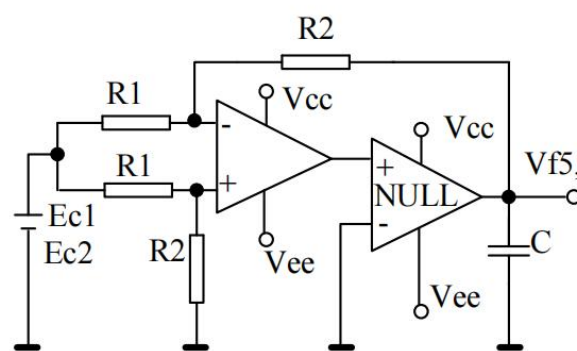 R2
R1
Vcc
-
R1
Vcc
Vf5,
+
+
NULL
Ec1
-
Ec2
R2
C
Vee
Vee